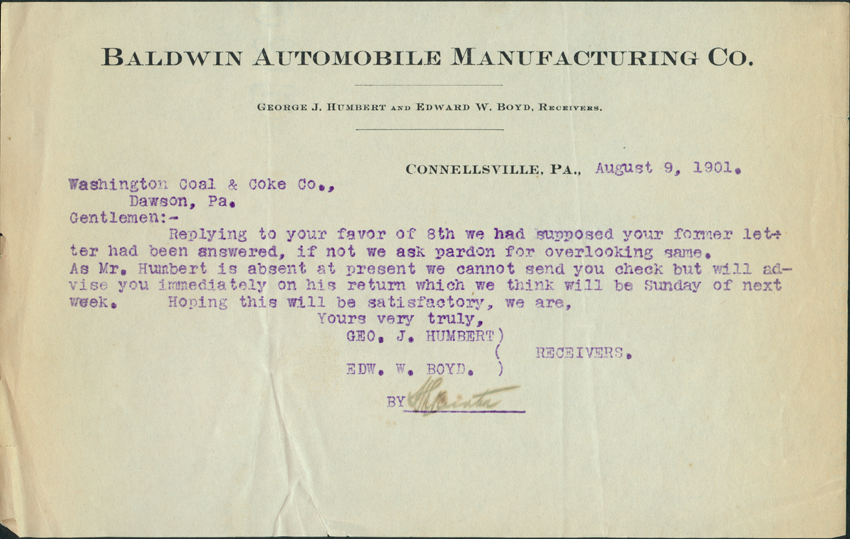 BALDWIN AUTOMOBILE MANUFACTURING CO.
GEORGE J. HUMBERT AND EDWARD W. BOYD, RECEIVERS.
CONNELLSVILLE, PA., August 9, 1901.
Washington Coal & Coke Co.,
Dawson, Pa.
Gentlemen:-
Replying to your favor of 8th we had supposed your former let-
ter had been answered, if not we ask pardon for overlooking same.
As Mr. Humbert is absent at present we cannot send you check but will ad-
vise you immediately on his return which we think will be Sunday of next
week. Hoping this will be satisfactory, we are,
Yours very truly,
GEO. J. HUMBERT)
( RECEIVERS.
EDW. W. BOYD. )
BY